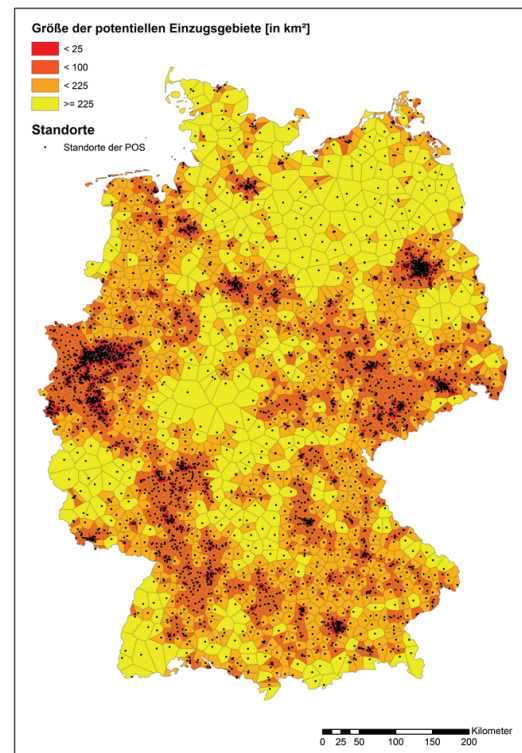 Größe der potentiellen Einzugsgebiete [in km²]
< 25
< 100
< 225
>= 225
Standorte
Standorte der POS
Kilometer
0 25 50 100 150 200